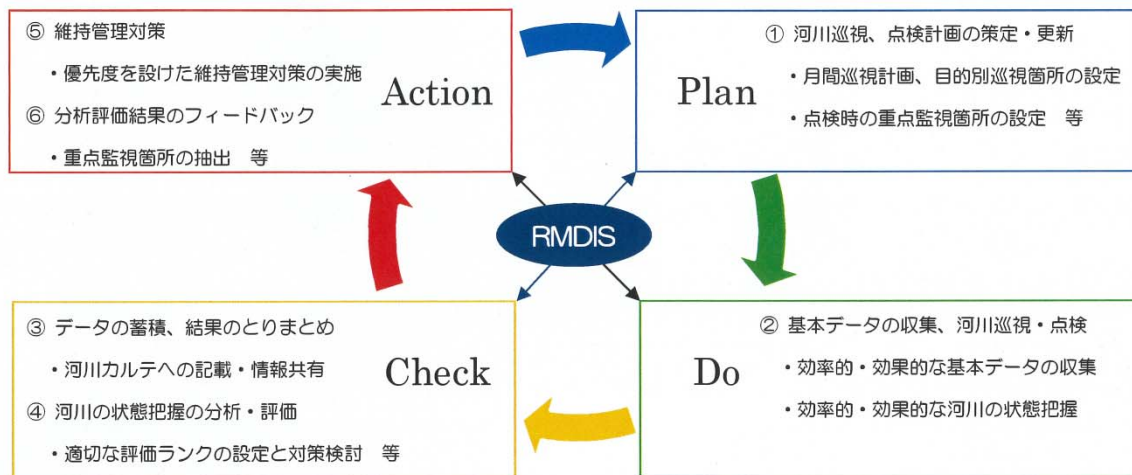 ⑤ 維持管理対策
・優先度を設けた維持管理対策の実施
⑥ 分析評価結果のフィードバック
・重点監視箇所の抽出　等
Action
① 河川巡視、点検計画の策定・更新
・月間巡視計画、目的別巡視箇所の設定
・点検時の重点監視箇所の設定　等
Plan
RMDIS
③ データの蓄積、結果のとりまとめ
・河川カルテへの記載・情報共有
④ 河川の状態把握の分析・評価
・適切な評価ランクの設定と対策検討　等
Check
② 基本データの収集、河川巡視・点検
・効率的・効果的な基本データの収集
・効率的・効果的な河川の状態把握
Do